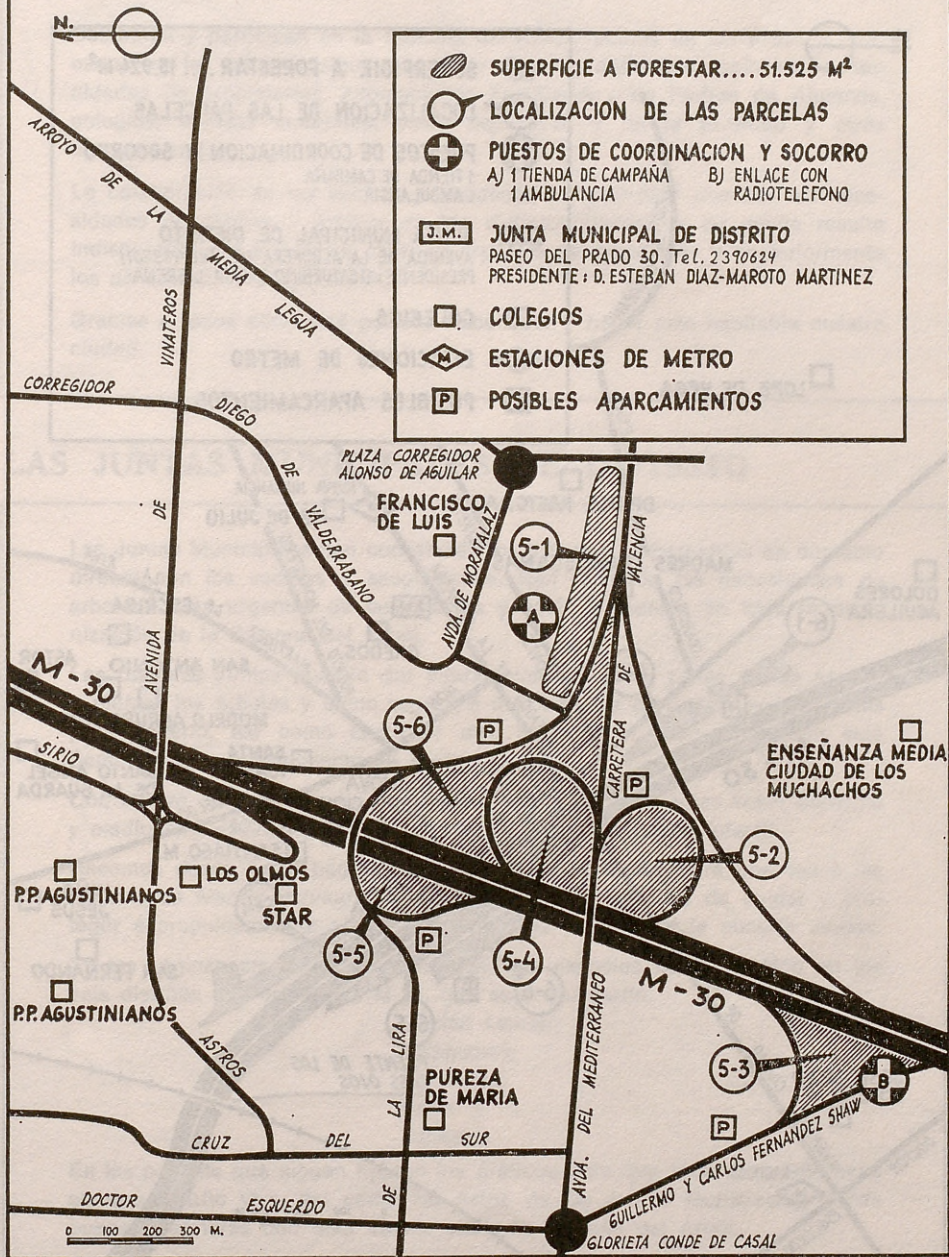 N.
SUPERFICIE A FORESTAR.... 51.525 M²
LOCALIZACION DE LAS PARCELAS
PUESTOS DE COORDINACION Y SOCORRO
A) 1 TIENDA DE CAMPAÑA
1 AMBULANCIA
B) ENLACE CON
RADIOTELEFONO
J.M. JUNTA MUNICIPAL DE DISTRITO
PASEO DEL PRADO 30. Tel. 2390624
PRESIDENTE : D. ESTEBAN DIAZ-MAROTO MARTINEZ
COLEGIOS
M ESTACIONES DE METRO
P POSIBLES APARCAMIENTOS
ARROYO DE LA MEDIA LEGUA
AVENIDA DE VINATEROS
CORREGIDOR DIEGO DE VALDERRABANO
PLAZA CORREGIDOR
ALONSO DE AGUILAR
FRANCISCO
DE LUIS
AVDA. DE MORATALAZ
5-1
A
CARRETERA DE VALENCIA
M-30
SIRIO
5-6
P
P
ENSEÑANZA MEDIA
CIUDAD DE LOS
MUCHACHOS
5-2
P.P. AGUSTINIANOS
LOS OLMOS
STAR
5-5
P
5-4
M-30
P.P. AGUSTINIANOS
ASTROS
5-3
B
PUREZA
DE MARIA
P
CRUZ DEL SUR
DE LA LIRA
AVDA. DEL MEDITERRANEO
GUILLERMO Y CARLOS FERNANDEZ SHAW
DOCTOR ESQUERDO
GLORIETA CONDE DE CASAL
0 100 200 300 M.